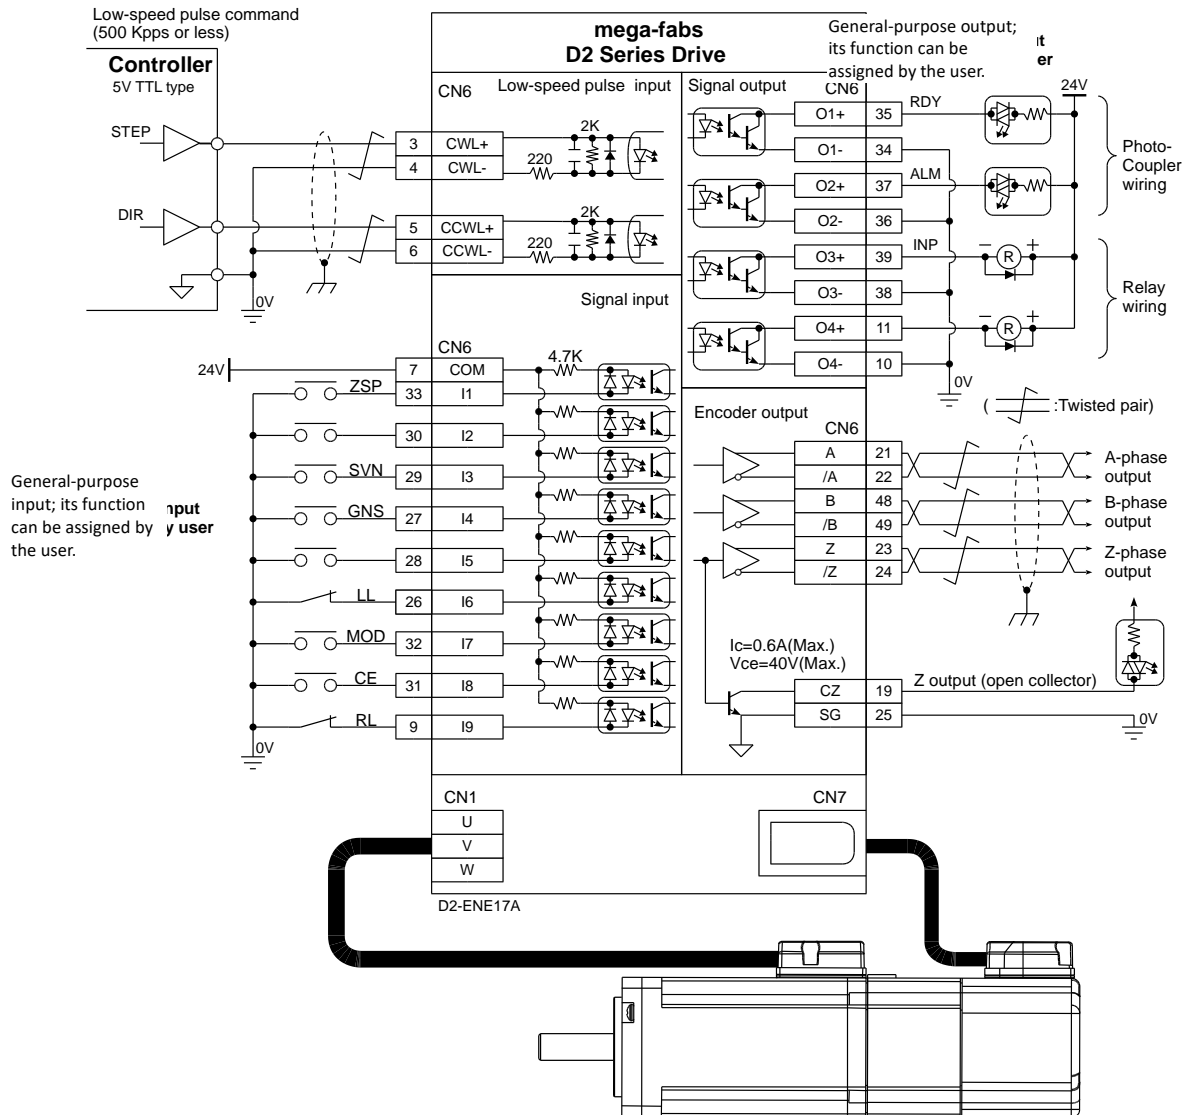 Low-speed pulse command
(500 Kpps or less)
Controller
5V TTL type
STEP
DIR
0V
mega-fabs
D2 Series Drive
CN6
Low-speed pulse input
3 CWL+
4 CWL-
2K
220
5 CCWL+
6 CCWL-
2K
220
Signal input
CN6
24V
7 COM
4.7K
ZSP 33 I1
30 I2
SVN 29 I3
GNS 27 I4
28 I5
LL 26 I6
MOD 32 I7
CE 31 I8
RL 9 I9
0V
General-purpose
input; its function
can be assigned by
the user.
nput
y user
General-purpose output;
its function can be
assigned by the user.
er
Signal output
CN6
24V
O1+ 35 RDY
O1- 34
O2+ 37 ALM
O2- 36
O3+ 39 INP
O3- 38
O4+ 11
O4- 10
0V
Photo-
Coupler
wiring
- R +
Relay
wiring
- R +
( :Twisted pair)
Encoder output
CN6
A 21
/A 22
B 48
/B 49
Z 23
/Z 24
A-phase
output
B-phase
output
Z-phase
output
Ic=0.6A(Max.)
Vce=40V(Max.)
CZ 19 Z output (open collector)
SG 25
0V
CN1
U
V
W
CN7
D2-ENE17A